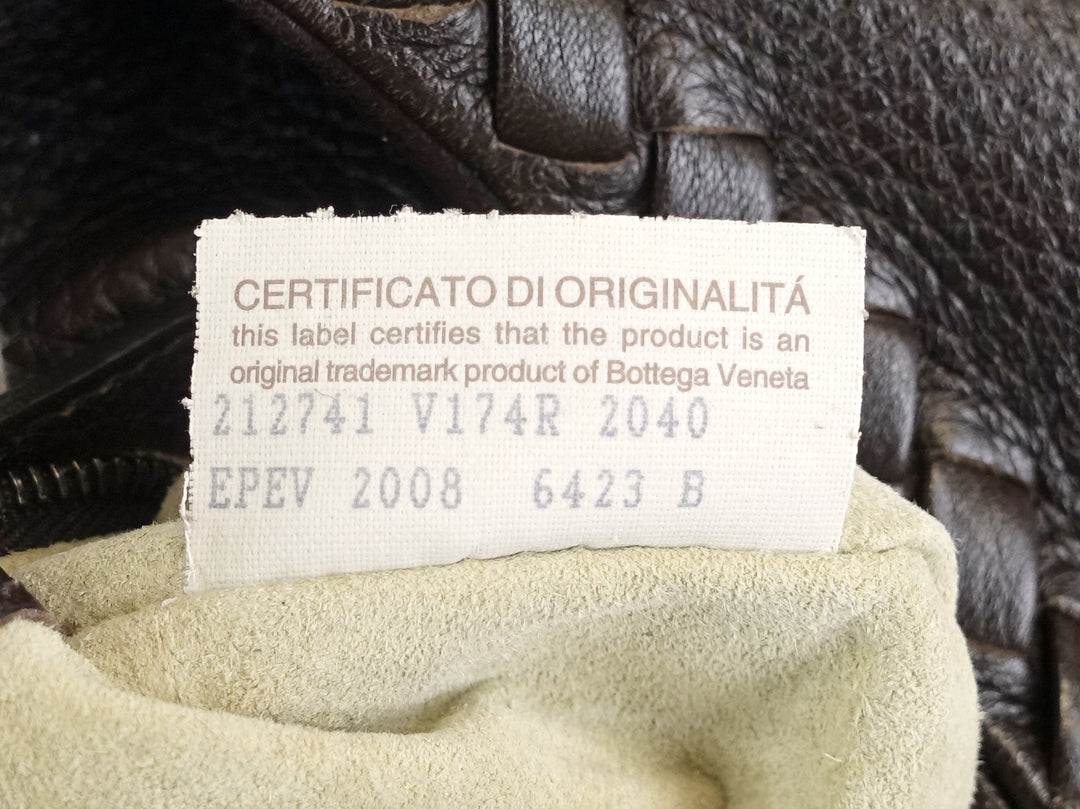 CERTIFICATO DI ORIGINALITÁ
this label certifies that the product is an
original trademark product of Bottega Veneta
212741 V174R 2040
EPEV 2008 6423 B